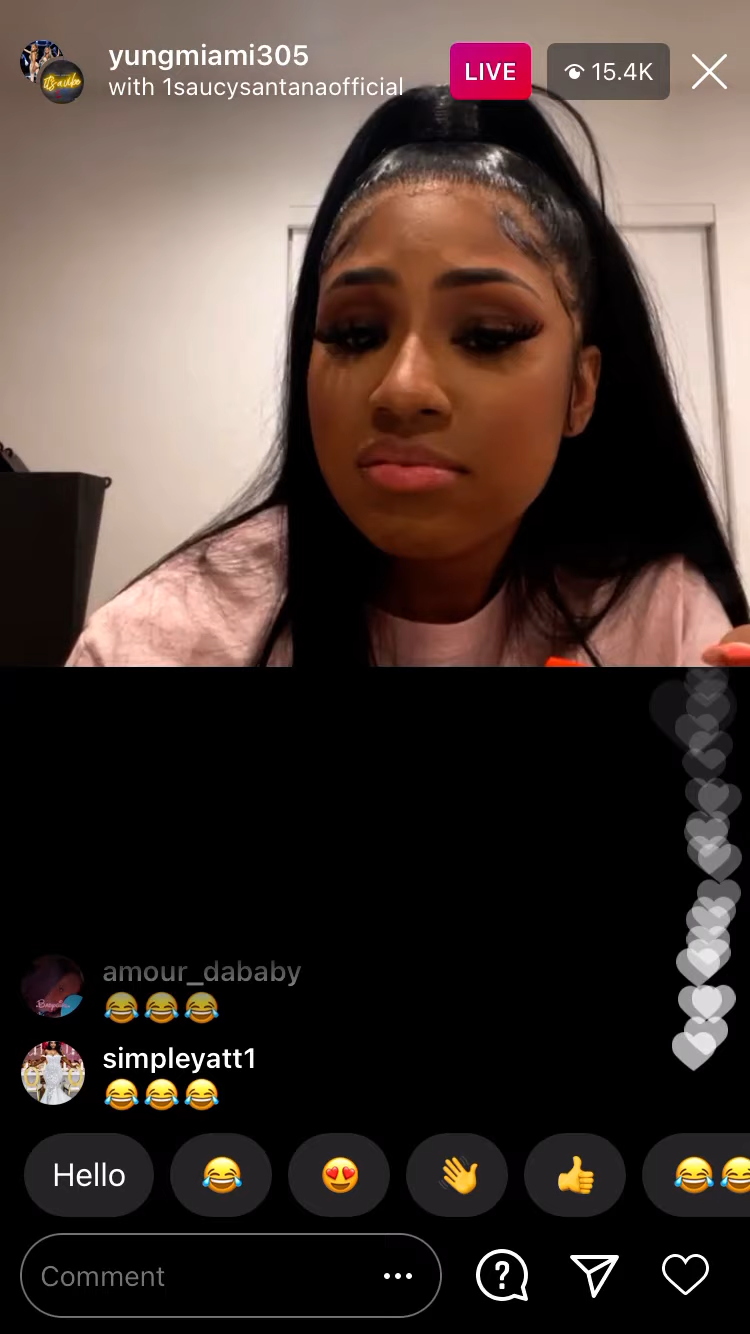 yungmiami305
with 1saucysantanaofficial
LIVE
15.4K
amour_dababy
😂😂😂
simpleyatt1
😂😂😂
Hello 😂 😍 👋 👍 😂😂
Comment